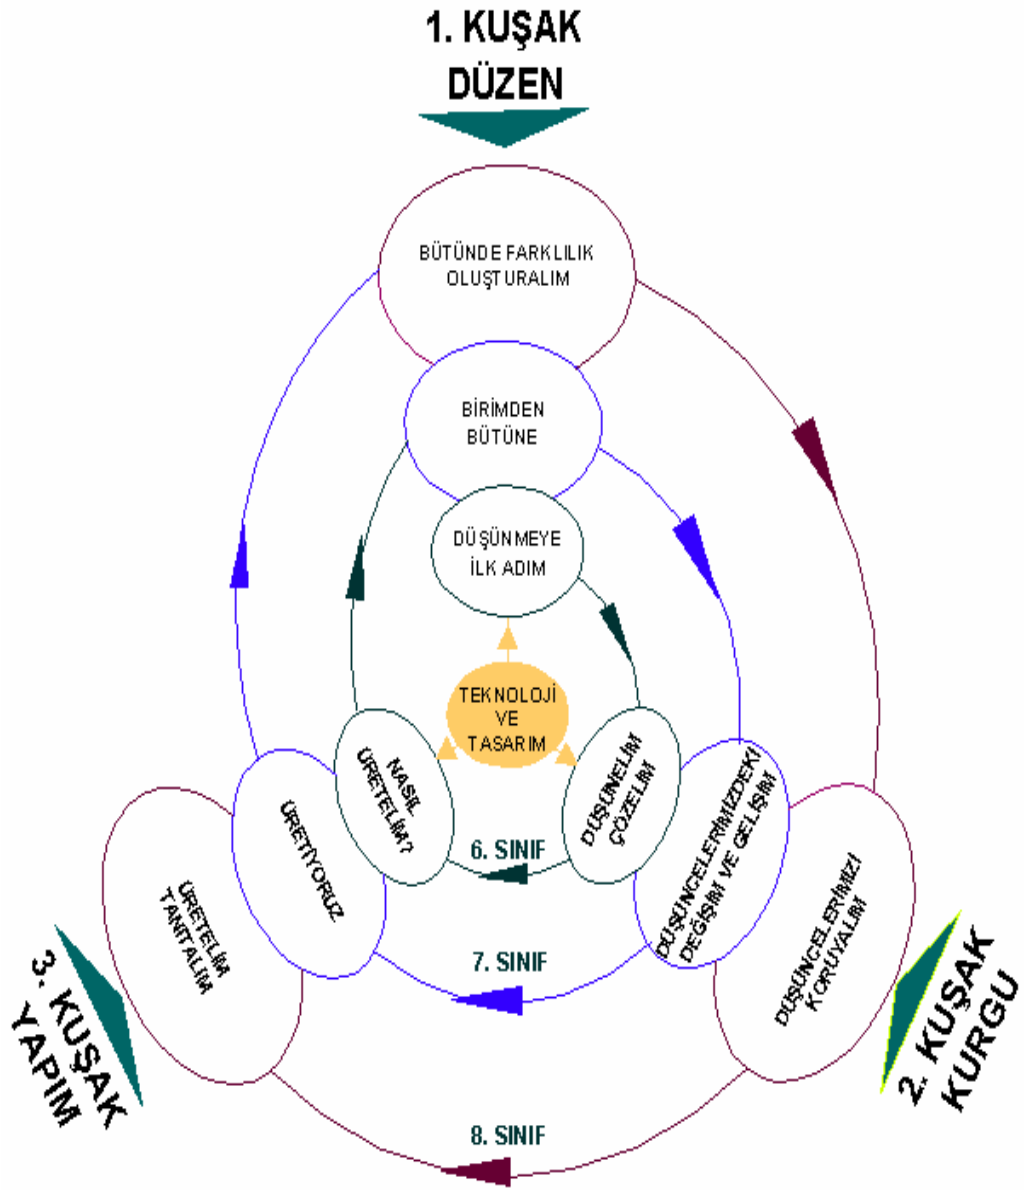 1. KUŞAK
DÜZEN
BÜTÜNDE FARKLILIK
OLUŞTURALIM
BİRİMDEN
BÜTÜNE
DÜŞÜNMEYE
İLK ADIM
TEKNOLOJİ
VE
TASARIM
NASIL
ÜRETELİM?
DÜŞÜNELİM
ÇÖZELİM
ÜRETİYORUZ
DÜŞÜNCELERİMİZDEKİ
DEĞİŞİM VE GELİŞİM
ÜRETELİM
TANITALIM
DÜŞÜNCELERİMİZİ
KORUYALIM
6. SINIF
7. SINIF
8. SINIF
3. KUŞAK
YAPIM
2. KUŞAK
KURGU